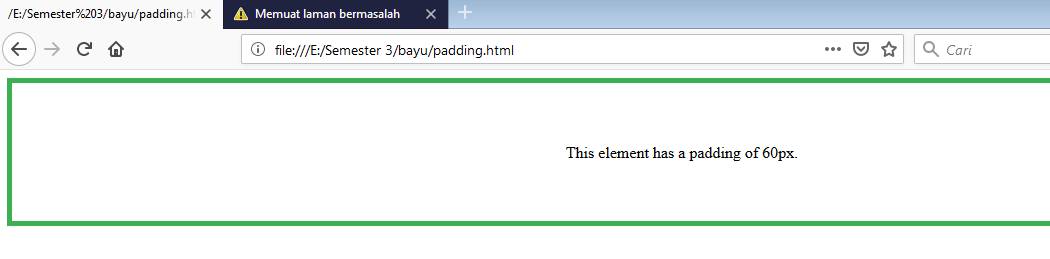 /E:/Semester%203/bayu/padding.h
Memuat laman bermasalah
file:///E:/Semester 3/bayu/padding.html
Cari
This element has a padding of 60px.